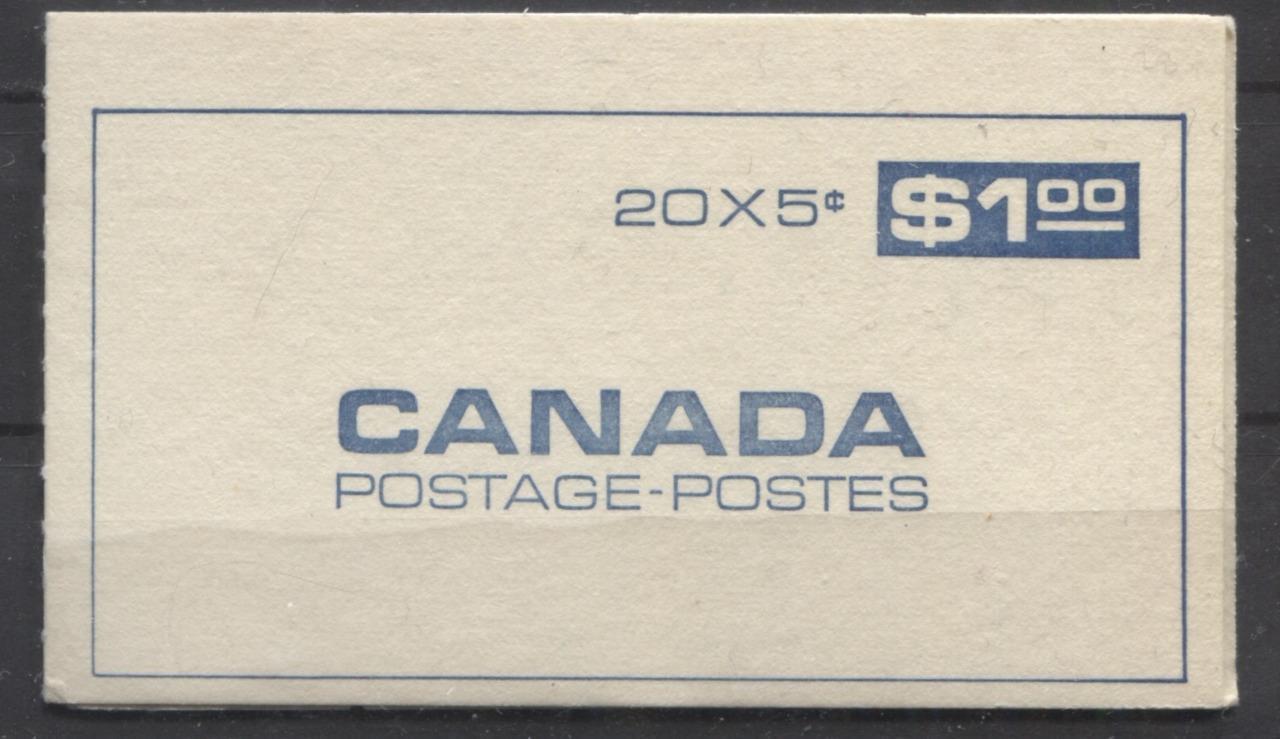 20X5¢ $1.00
CANADA
POSTAGE-POSTES